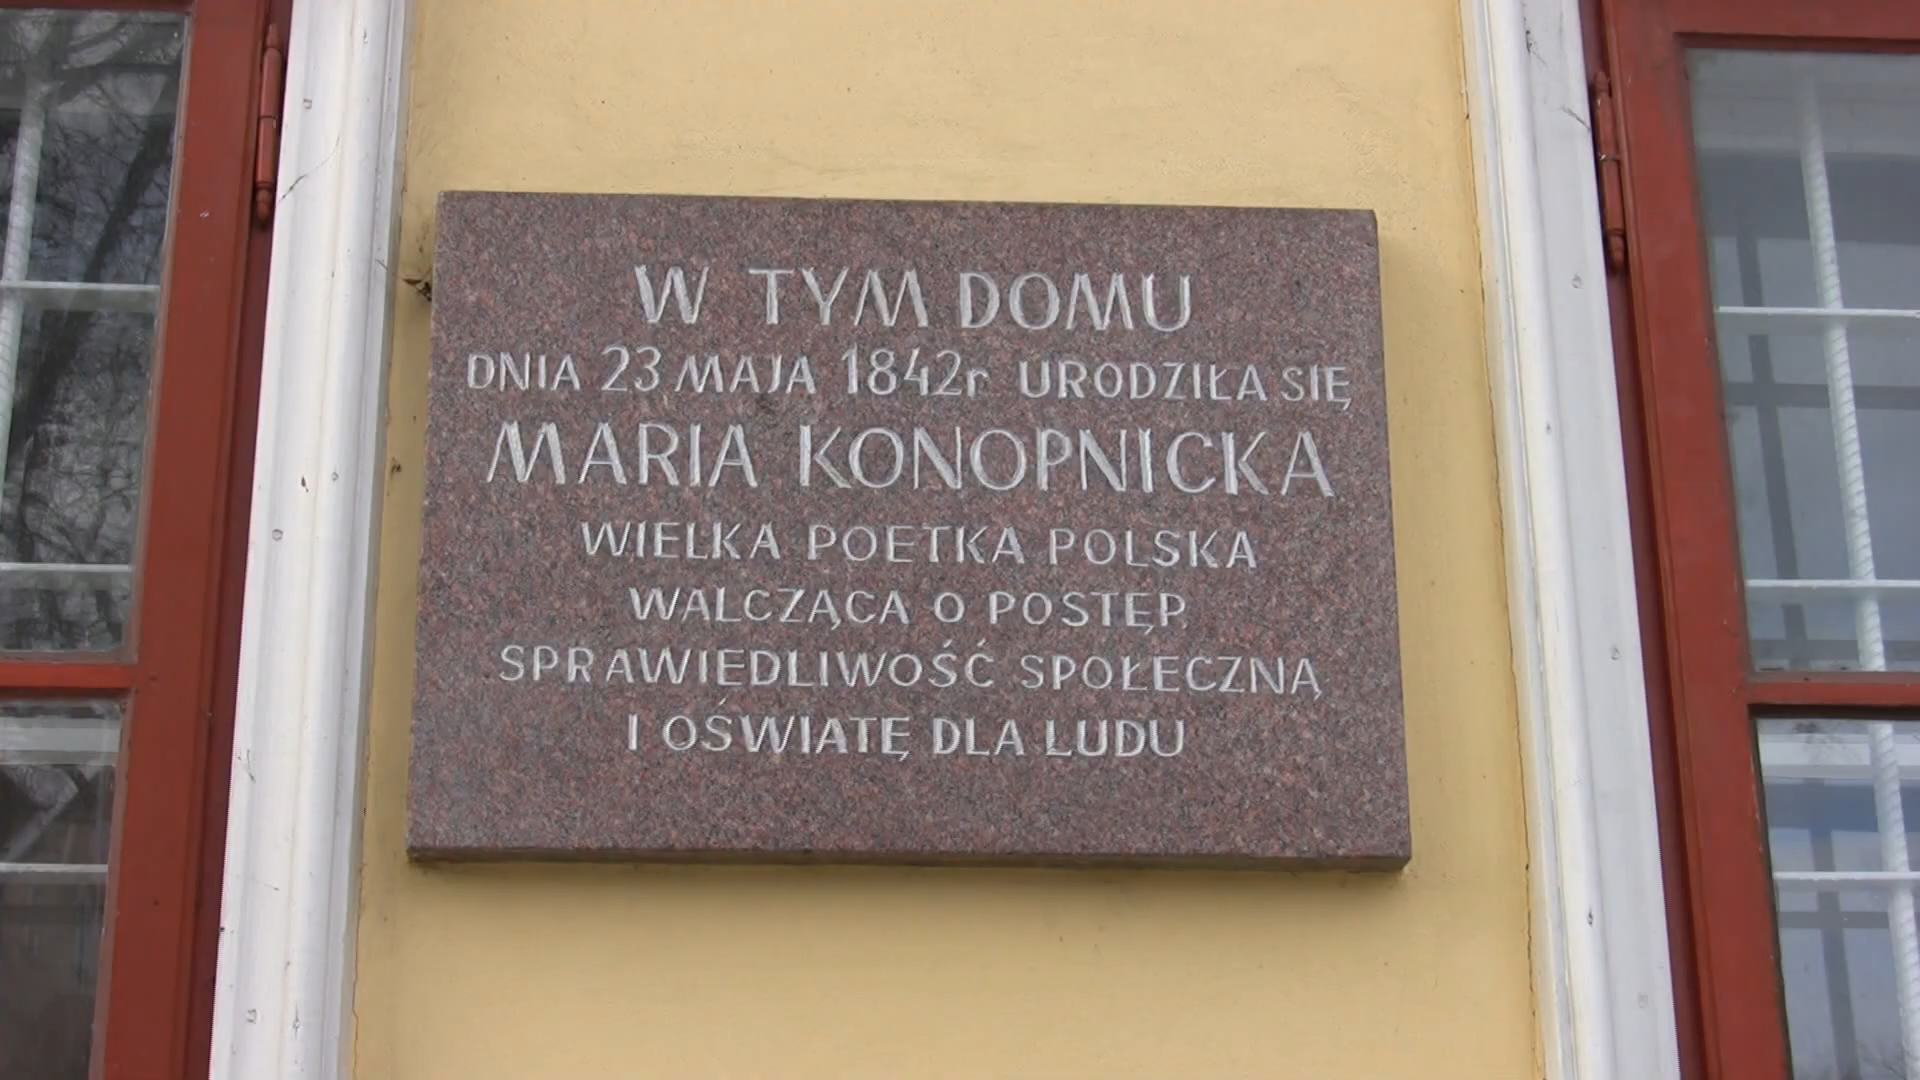 W TYM DOMU
DNIA 23 MAJA 1842r URODZIŁA SIĘ
MARIA KONOPNICKA
WIELKA POETKA POLSKA
WALCZĄCA O POSTĘP,
SPRAWIEDLIWOŚĆ SPOŁECZNĄ
I OŚWIATĘ DLA LUDU